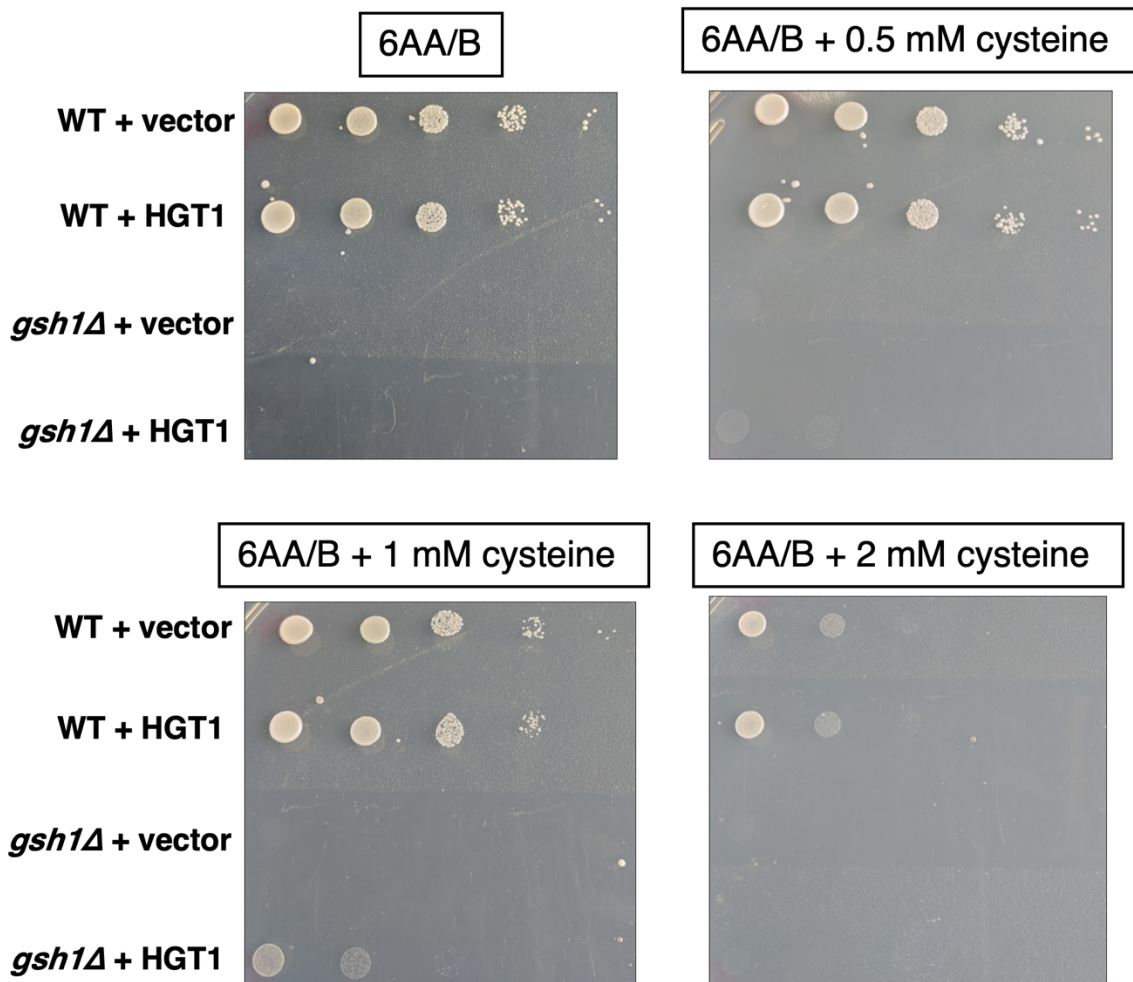 6AA/B
6AA/B + 0.5 mM cysteine
WT + vector
WT + HGT1
gsh1Δ + vector
gsh1Δ + HGT1
6AA/B + 1 mM cysteine
6AA/B + 2 mM cysteine
WT + vector
WT + HGT1
gsh1Δ + vector
gsh1Δ + HGT1